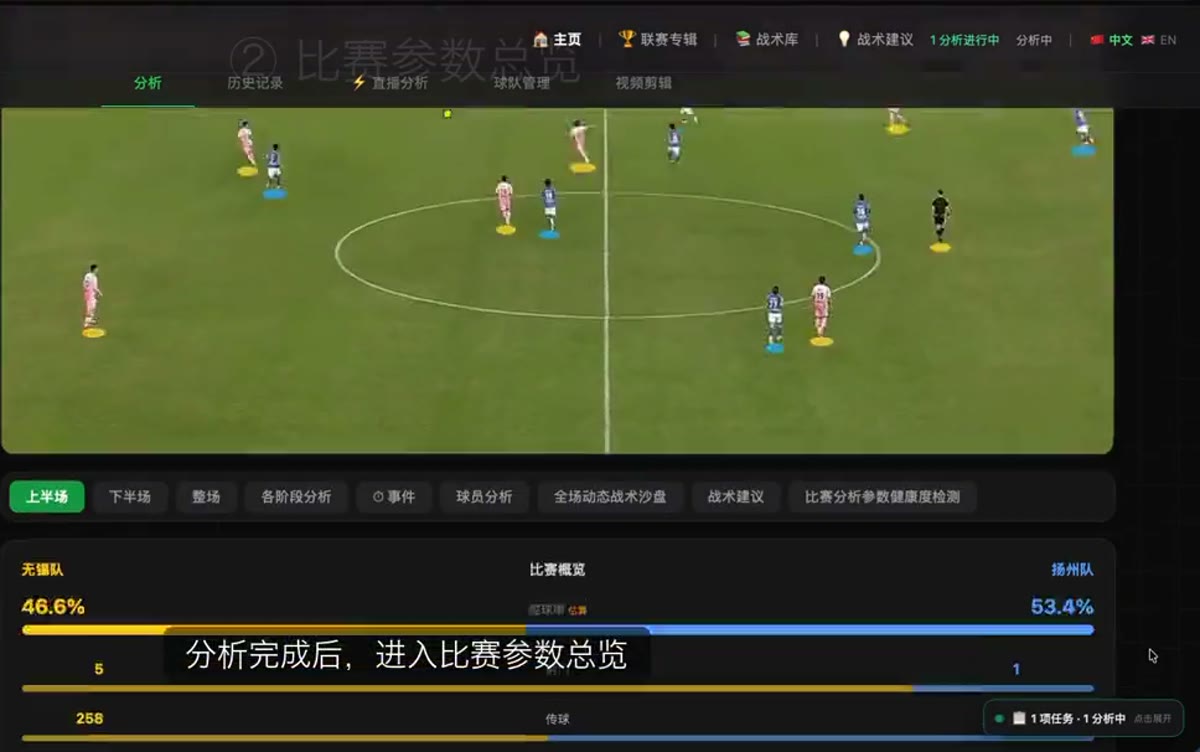 ② 比赛参数总览
🏠 主页 | 🏆 联赛专辑 | 📚 战术库 | 💡 战术建议 1 分析进行中 分析中 | 🇨🇳 中文 🇬🇧 EN
分析 历史记录 ⚡ 直播分析 球队管理 视频剪辑
上半场 下半场 整场 各阶段分析 ⏱ 事件 球员分析 全场动态战术沙盘 战术建议 比赛分析参数健康度检测
无锡队 比赛概览 扬州队
46.6% 控球率 估算 53.4%
分析完成后，进入比赛参数总览
5 1
258 传球
📋 1 项任务 · 1 分析中 点击展开